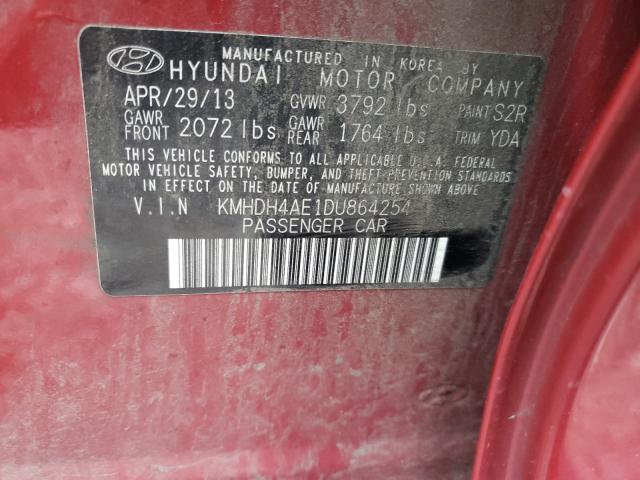 MANUFACTURED IN KOREA BY
HYUNDAI MOTOR COMPANY
APR/29/13 GVWR 3792 lbs PAINT S2R
GAWR FRONT 2072 lbs GAWR REAR 1764 lbs TRIM YDA
THIS VEHICLE CONFORMS TO ALL APPLICABLE U.S.A. FEDERAL
MOTOR VEHICLE SAFETY, BUMPER, AND THEFT PREVENTION STANDARDS
IN EFFECT ON THE DATE OF MANUFACTURE SHOWN ABOVE.
V.I.N KMHDH4AE1DU864254
PASSENGER CAR